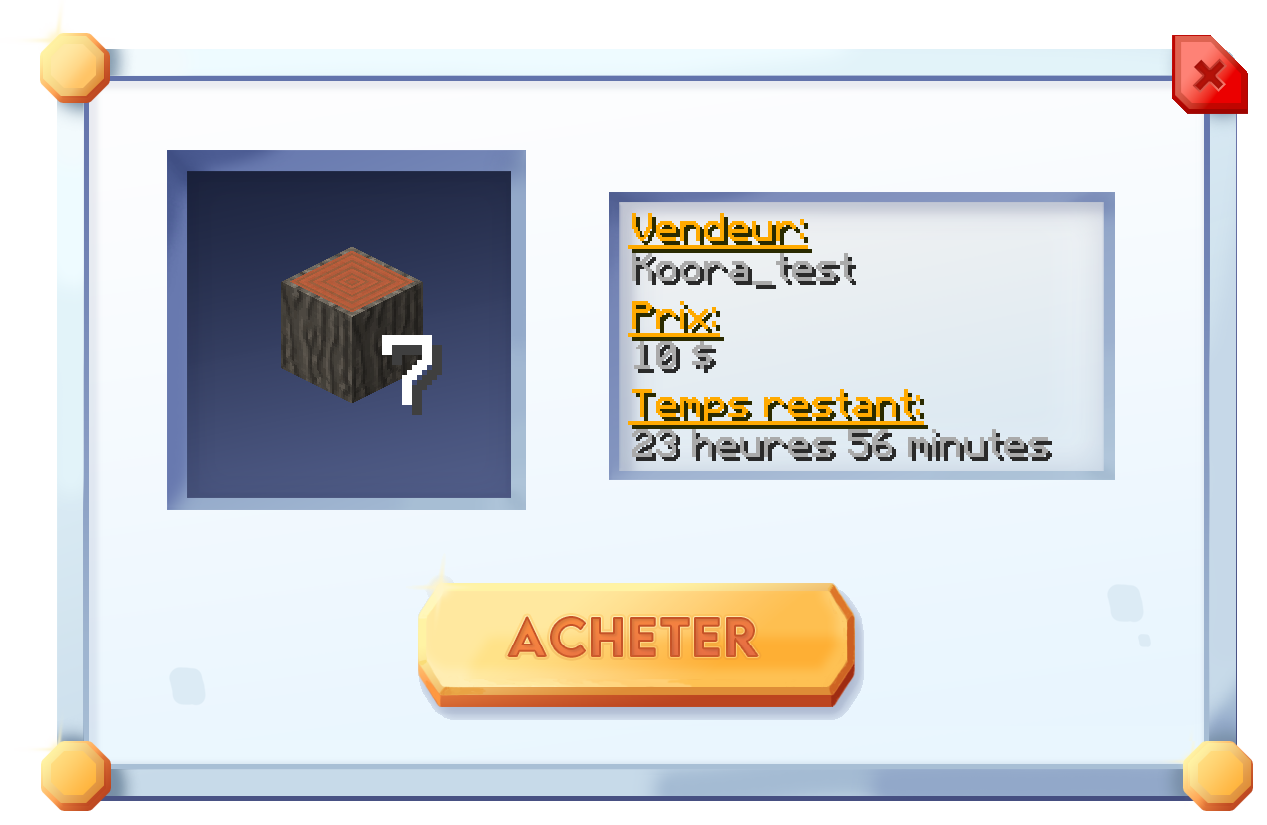 Vendeur:
Koora_test
Prix:
10 $
Temps restant:
23 heures 56 minutes
7
ACHETER